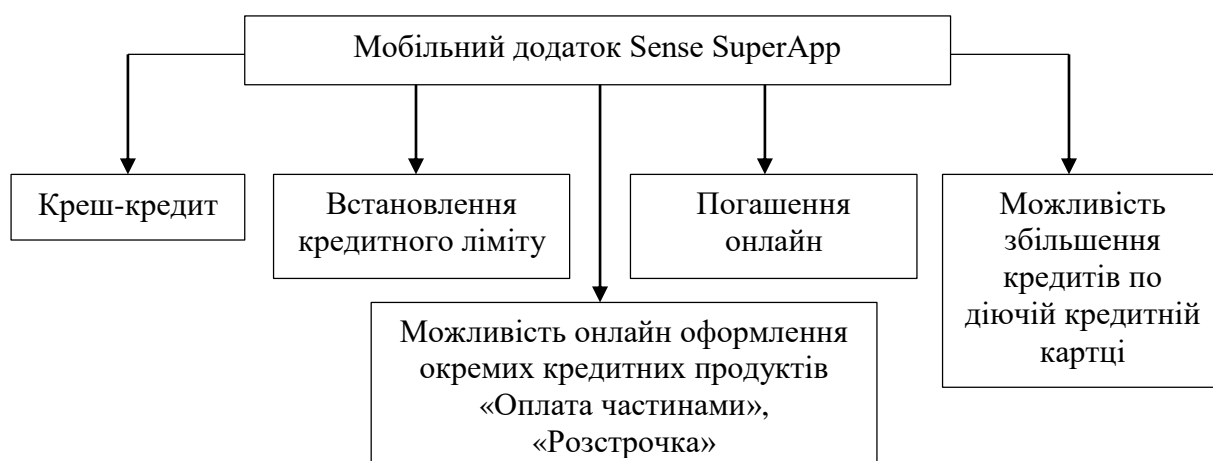 Мобільний додаток Sense SuperApp
Креш-кредит
Встановлення
кредитного ліміту
Погашення
онлайн
Можливість
збільшення
кредитів по
діючій кредитній
картці
Можливість онлайн оформлення
окремих кредитних продуктів
«Оплата частинами»,
«Розстрочка»